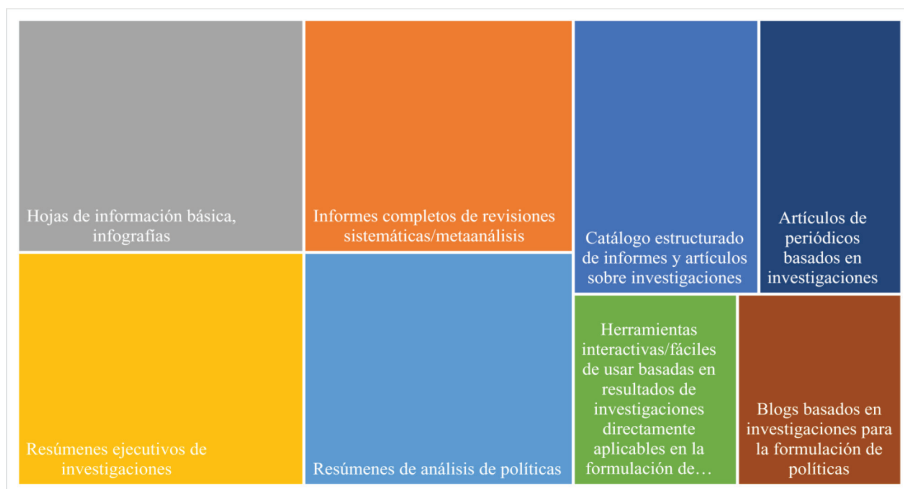 Hojas de información básica,
infografías
Informes completos de revisiones
sistemáticas/metaanálisis
Catálogo estructurado
de informes y artículos
sobre investigaciones
Artículos de
periódicos
basados en
investigaciones
Resúmenes ejecutivos de
investigaciones
Resúmenes de análisis de políticas
Herramientas
interactivas/fáciles
de usar basadas en
resultados de
investigaciones
directamente
aplicables en la
formulación de…
Blogs basados en
investigaciones para
la formulación de
políticas